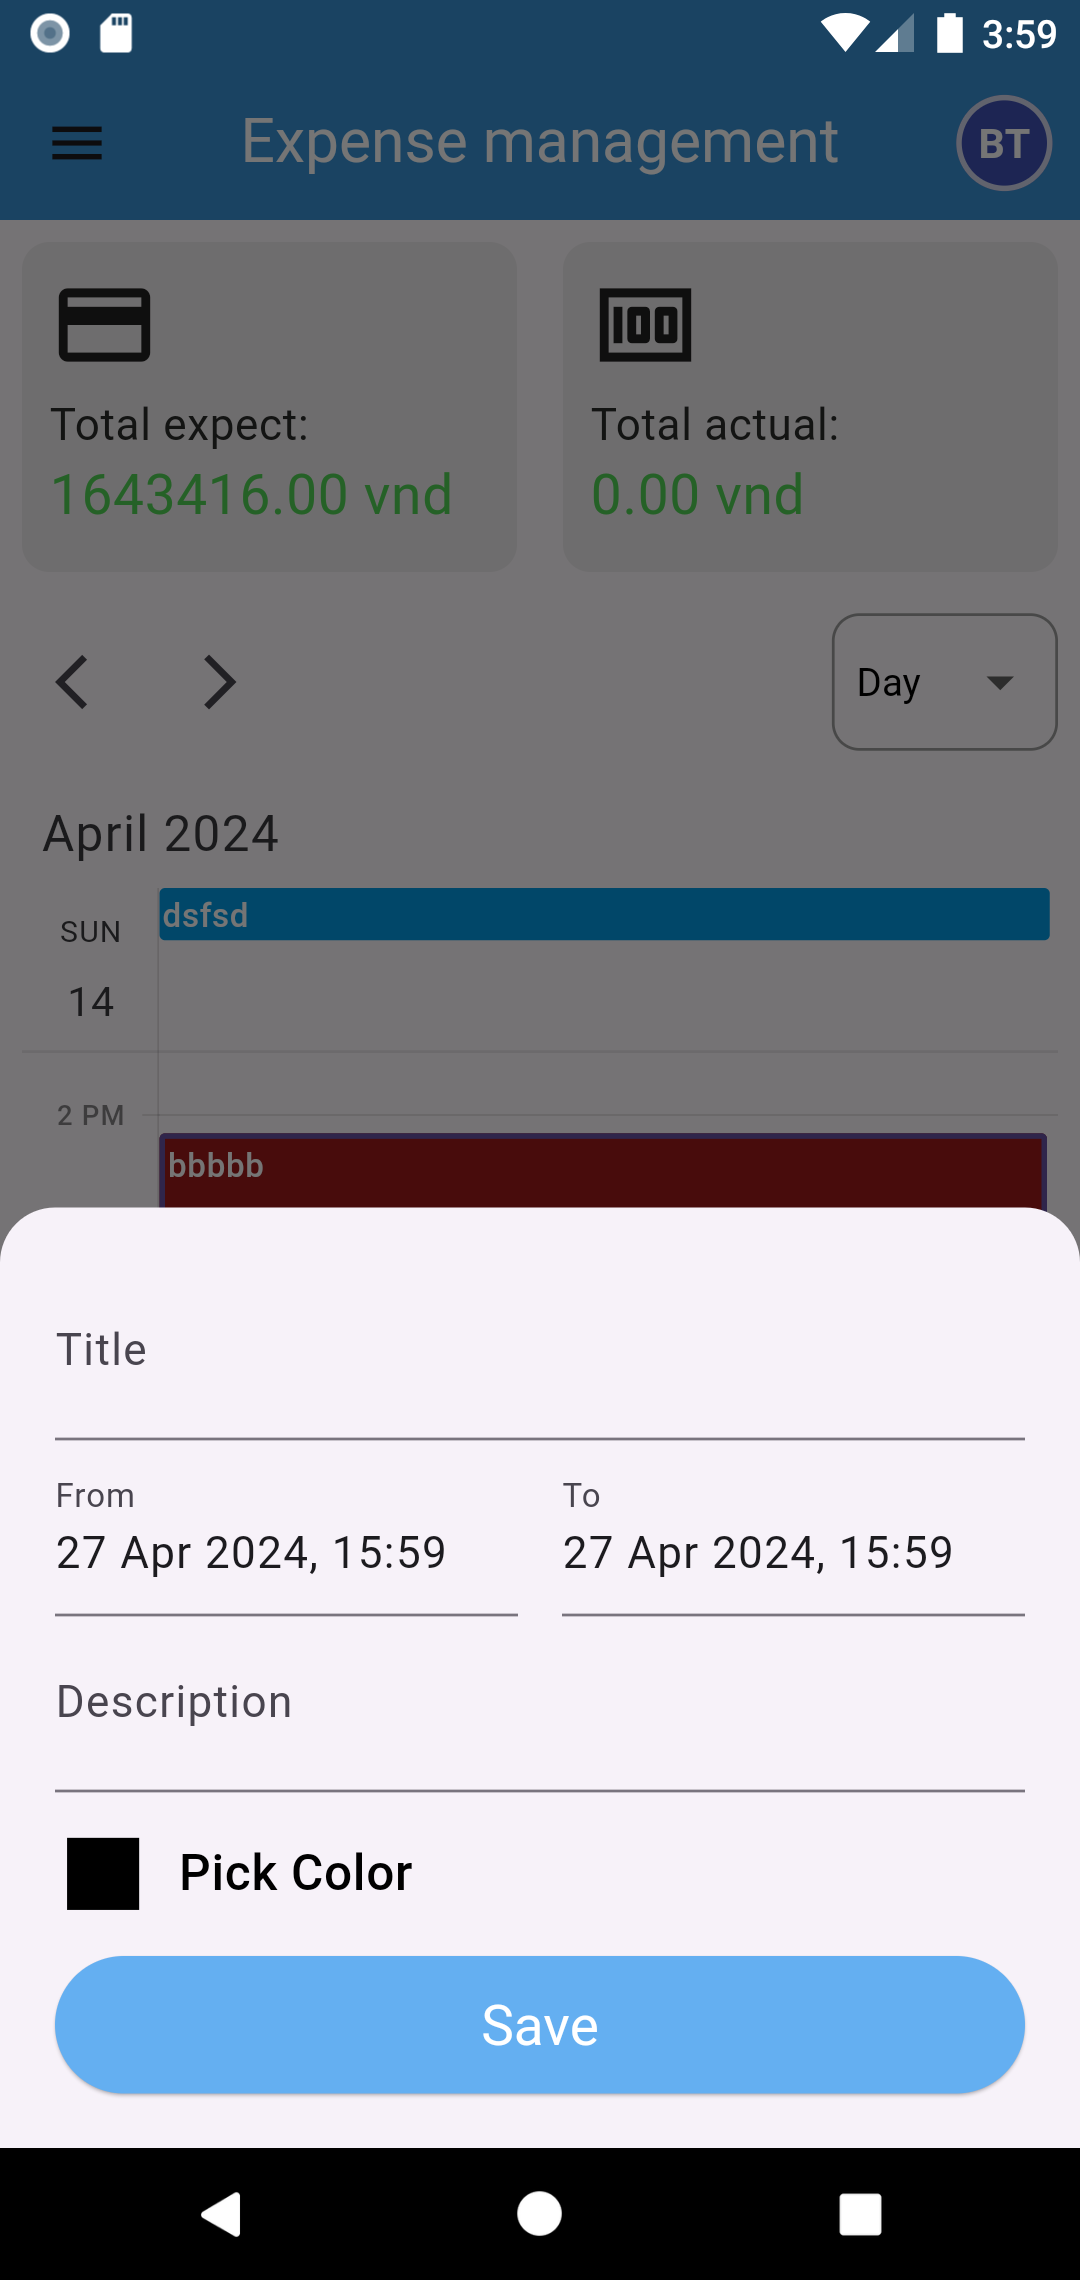 3:59
Expense management
BT
100
Total expect:
1643416.00 vnd
Total actual:
0.00 vnd
Day
April 2024
SUN
14
dsfsd
2 PM
bbbbb
Title
From
27 Apr 2024, 15:59
To
27 Apr 2024, 15:59
Description
Pick Color
Save